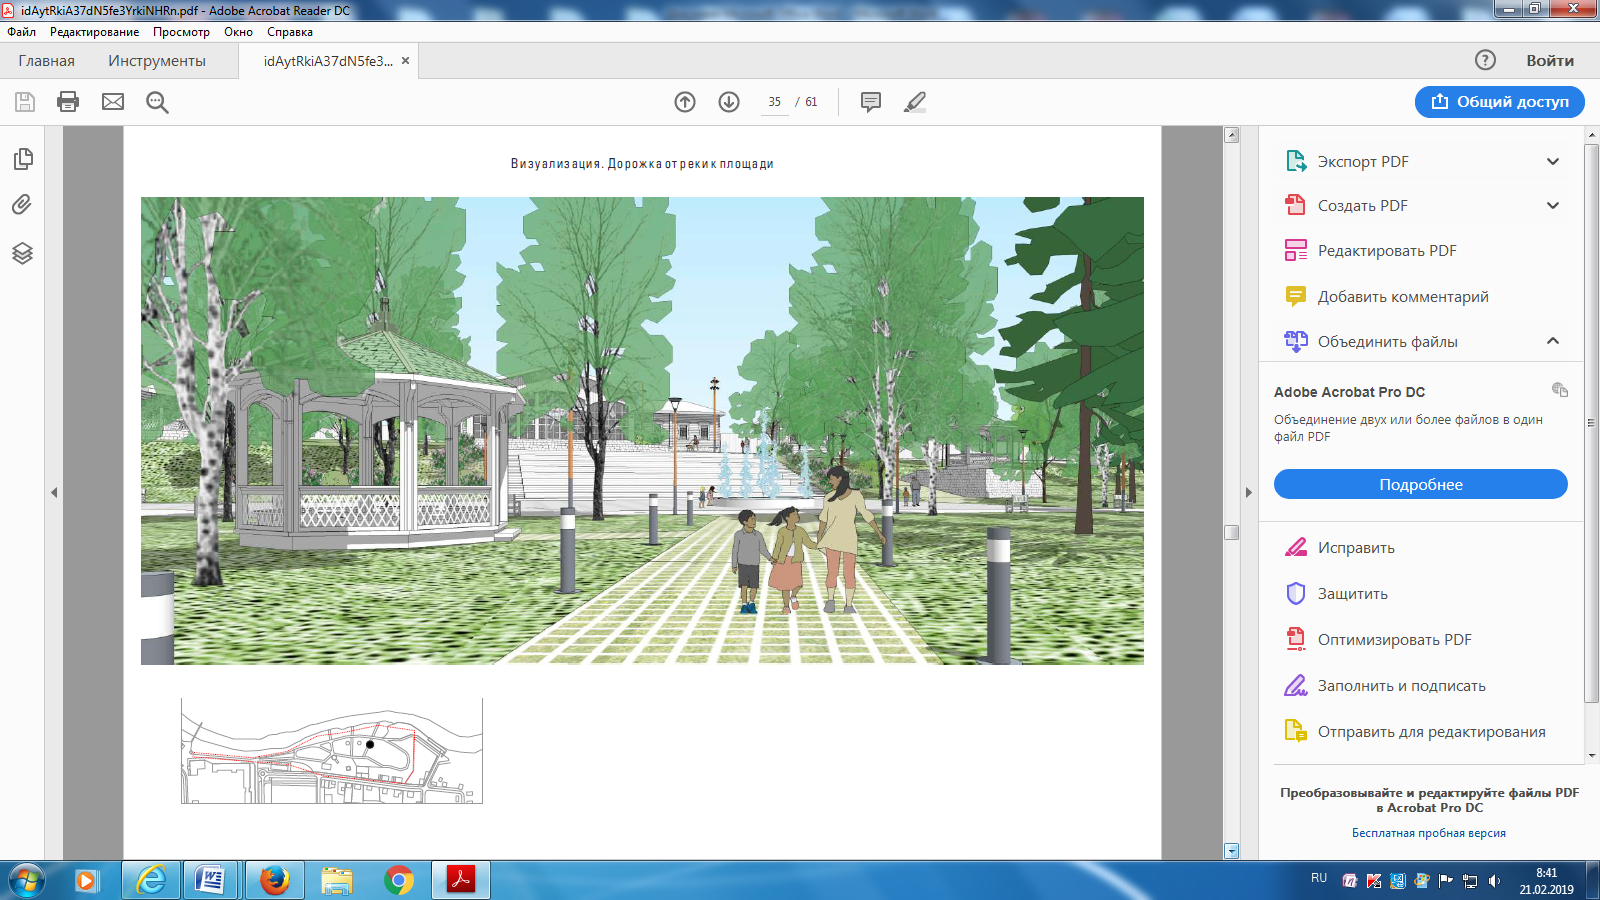 idAytRkiA37dN5fe3YrkiNHRn.pdf - Adobe Acrobat Reader DC
Файл Редактирование Просмотр Окно Справка
Главная Инструменты idAytRkiA37dN5fe3... × Войти
35 / 61 Общий доступ
Визуализация. Дорожка от реки к площади
Экспорт PDF
Создать PDF
Редактировать PDF
Добавить комментарий
Объединить файлы
Adobe Acrobat Pro DC
Объединение двух или более файлов в один
файл PDF
Подробнее
Исправить
Защитить
Оптимизировать PDF
Заполнить и подписать
Отправить для редактирования
Преобразовывайте и редактируйте файлы PDF
в Acrobat Pro DC
Бесплатная пробная версия
RU
8:41
21.02.2019